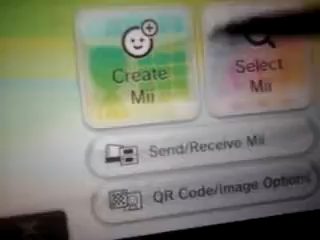 Create
Mii
Select
Mii
Send/Receive Mii
QR Code/Image Options